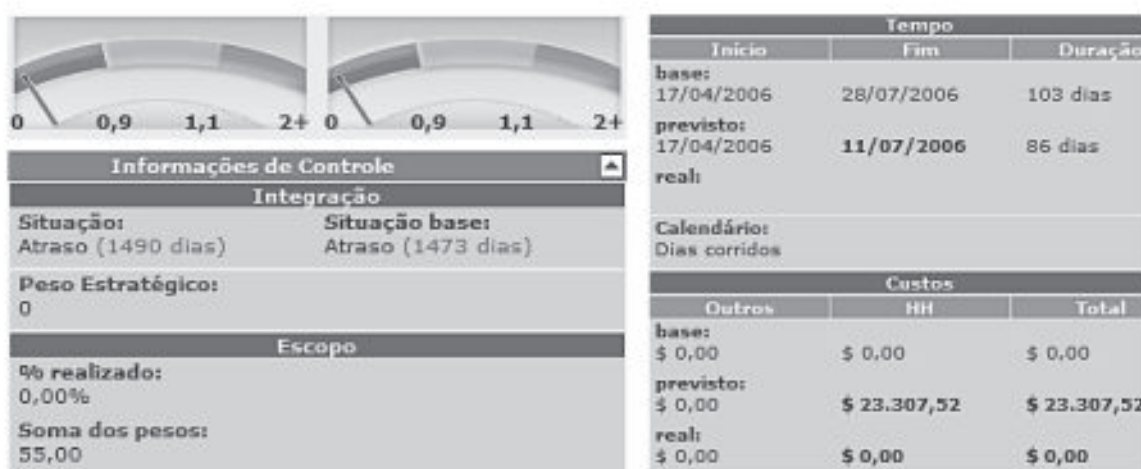 0 0,9 1,1 2+ 0 0,9 1,1 2+
Informações de Controle
Integração
Situação: Situação base:
Atraso (1490 dias) Atraso (1473 dias)
Peso Estratégico:
0
Escopo
% realizado:
0,00%
Soma dos pesos:
55,00
Tempo
Início Fim Duração
base:
17/04/2006 28/07/2006 103 dias
previsto:
17/04/2006 11/07/2006 86 dias
real:
Calendário:
Dias corridos
Custos
Outros HH Total
base:
$ 0,00 $ 0,00 $ 0,00
previsto:
$ 0,00 $ 23.307,52 $ 23.307,52
real:
$ 0,00 $ 0,00 $ 0,00